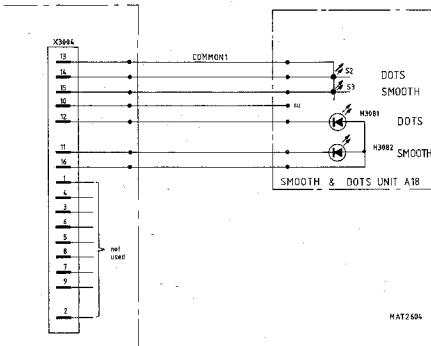 X3004
13
COMMON1
14
S2
DOTS
15
S3
SMOOTH
10
nu
12
H3081
DOTS
11
H3082
SMOOTH
16
SMOOTH & DOTS UNIT A18
1
4
3
6
5
8
7
9
2
not
used
MAT2604